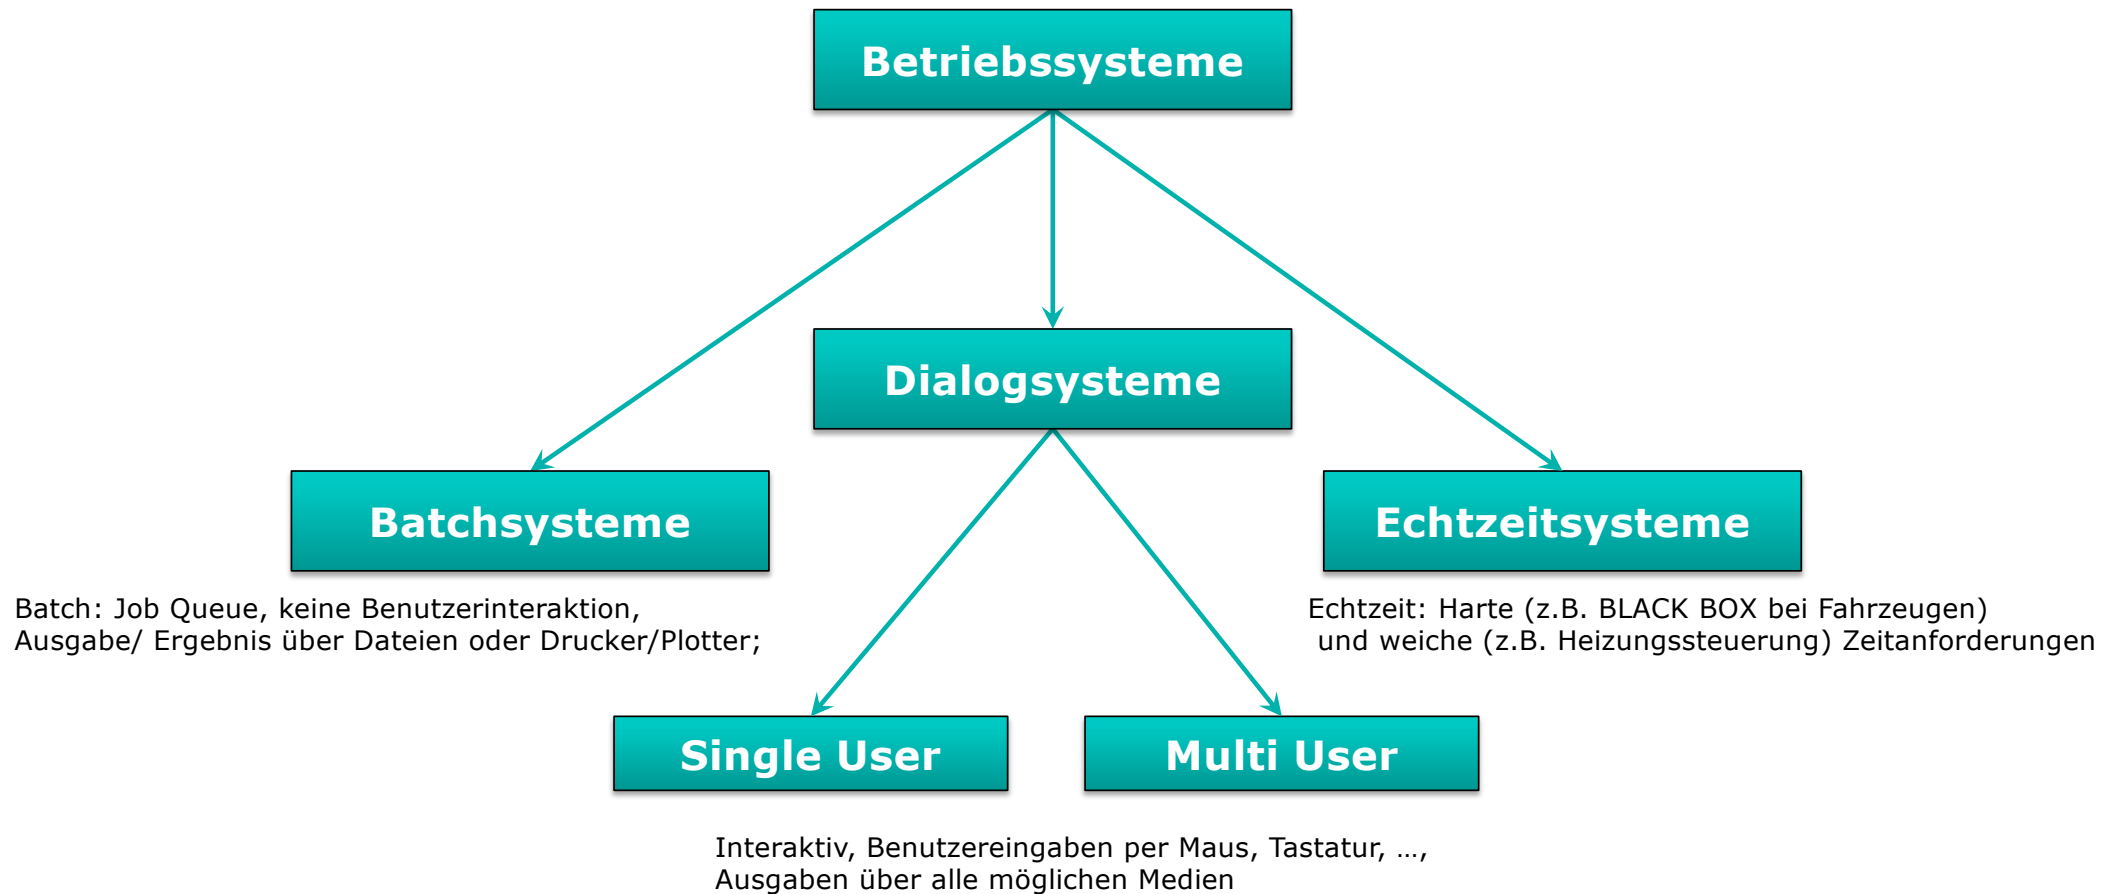 Betriebssysteme
Dialogsysteme
Batchsysteme
Echtzeitsysteme
Batch: Job Queue, keine Benutzerinteraktion,
Ausgabe/ Ergebnis über Dateien oder Drucker/Plotter;
Echtzeit: Harte (z.B. BLACK BOX bei Fahrzeugen)
und weiche (z.B. Heizungssteuerung) Zeitanforderungen
Single User
Multi User
Interaktiv, Benutzereingaben per Maus, Tastatur, …,
Ausgaben über alle möglichen Medien